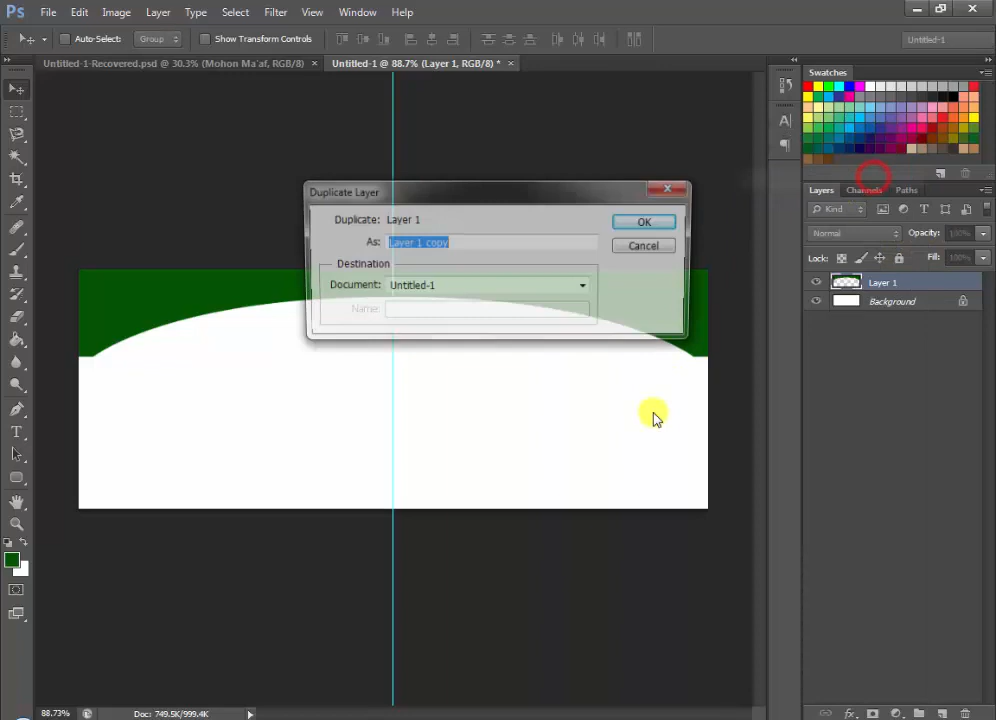 Ps File Edit Image Layer Type Select Filter View Window Help
Auto-Select: Group Show Transform Controls Untitled-1
Untitled-1-Recovered.psd @ 30.3% (Mohon Ma'af, RGB/8) × Untitled-1 @ 88.7% (Layer 1, RGB/8) * ×
Swatches
Duplicate Layer
Duplicate: Layer 1
OK
As: Layer 1 copy
Cancel
Destination
Document: Untitled-1
Name:
Layers Channels Paths
Kind
Normal Opacity: 100%
Lock: Fill: 100%
Layer 1
Background
88.73% Doc: 749.5K/999.4K